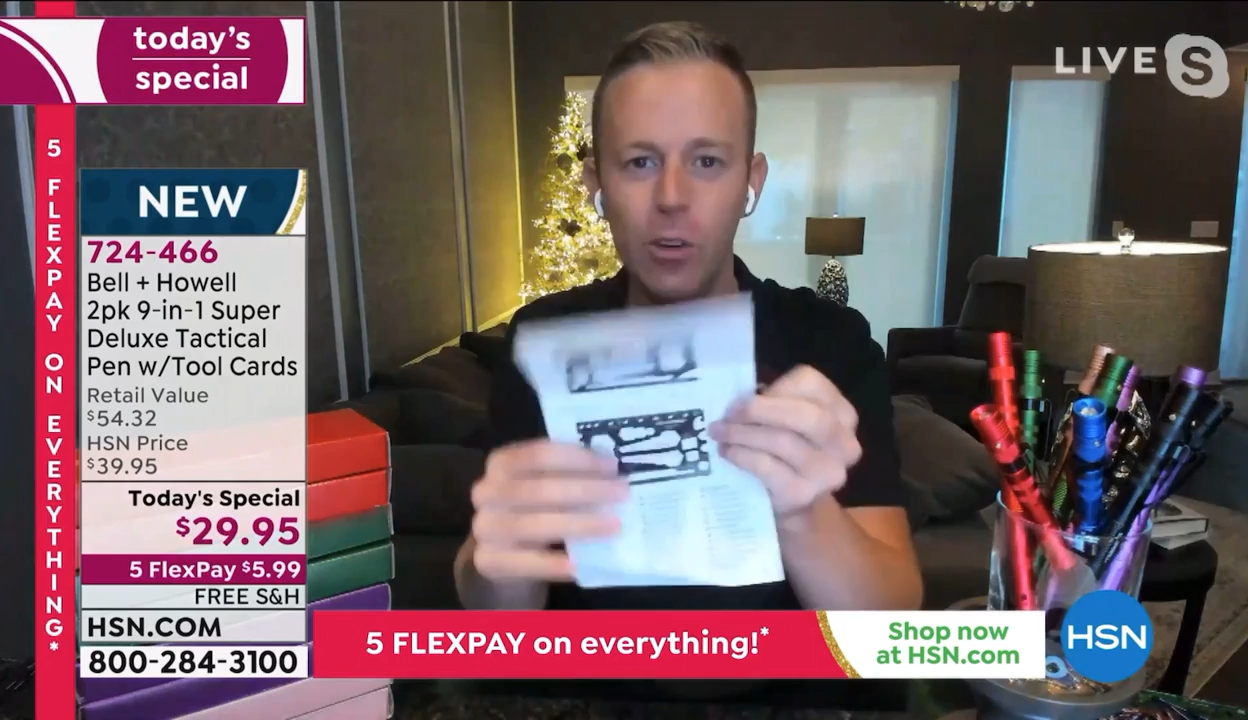 today's
special
LIVE S
5 FLEXPAY ON EVERYTHING!*
NEW
724-466
Bell + Howell
2pk 9-in-1 Super
Deluxe Tactical
Pen w/Tool Cards
Retail Value
$54.32
HSN Price
$39.95
Today's Special
$29.95
5 FlexPay $5.99
FREE S&H
HSN.COM
800-284-3100
5 FLEXPAY on everything!*
Shop now
at HSN.com
HSN